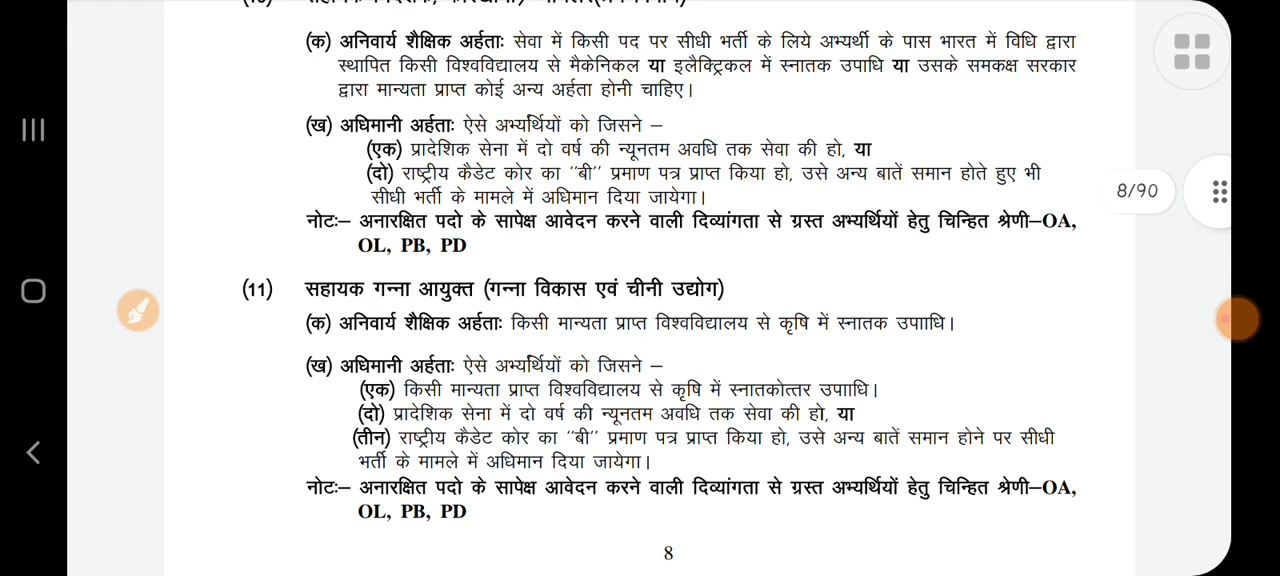 (क) अनिवार्य शैक्षिक अर्हताः सेवा में किसी पद पर सीधी भर्ती के लिये अभ्यर्थी के पास भारत में विधि द्वारा
स्थापित किसी विश्वविद्यालय से मैकेनिकल या इलैक्ट्रिकल में स्नातक उपाधि या उसके समकक्ष सरकार
द्वारा मान्यता प्राप्त कोई अन्य अर्हता होनी चाहिए।
(ख) अधिमानी अर्हताः ऐसे अभ्यर्थियों को जिसने –
(एक) प्रादेशिक सेना में दो वर्ष की न्यूनतम अवधि तक सेवा की हो, या
(दो) राष्ट्रीय कैडेट कोर का ''बी'' प्रमाण पत्र प्राप्त किया हो, उसे अन्य बातें समान होते हुए भी
सीधी भर्ती के मामले में अधिमान दिया जायेगा।
8/90
नोटः– अनारक्षित पदो के सापेक्ष आवेदन करने वाली दिव्यांगता से ग्रस्त अभ्यर्थियों हेतु चिन्हित श्रेणी–OA,
OL, PB, PD
(11) सहायक गन्ना आयुक्त (गन्ना विकास एवं चीनी उद्योग)
(क) अनिवार्य शैक्षिक अर्हताः किसी मान्यता प्राप्त विश्वविद्यालय से कृषि में स्नातक उपााधि।
(ख) अधिमानी अर्हताः ऐसे अभ्यर्थियों को जिसने –
(एक) किसी मान्यता प्राप्त विश्वविद्यालय से कृषि में स्नातकोत्तर उपााधि।
(दो) प्रादेशिक सेना में दो वर्ष की न्यूनतम अवधि तक सेवा की हो, या
(तीन) राष्ट्रीय कैडेट कोर का ''बी'' प्रमाण पत्र प्राप्त किया हो, उसे अन्य बातें समान होने पर सीधी
भर्ती के मामले में अधिमान दिया जायेगा।
नोटः– अनारक्षित पदो के सापेक्ष आवेदन करने वाली दिव्यांगता से ग्रस्त अभ्यर्थियों हेतु चिन्हित श्रेणी–OA,
OL, PB, PD
8